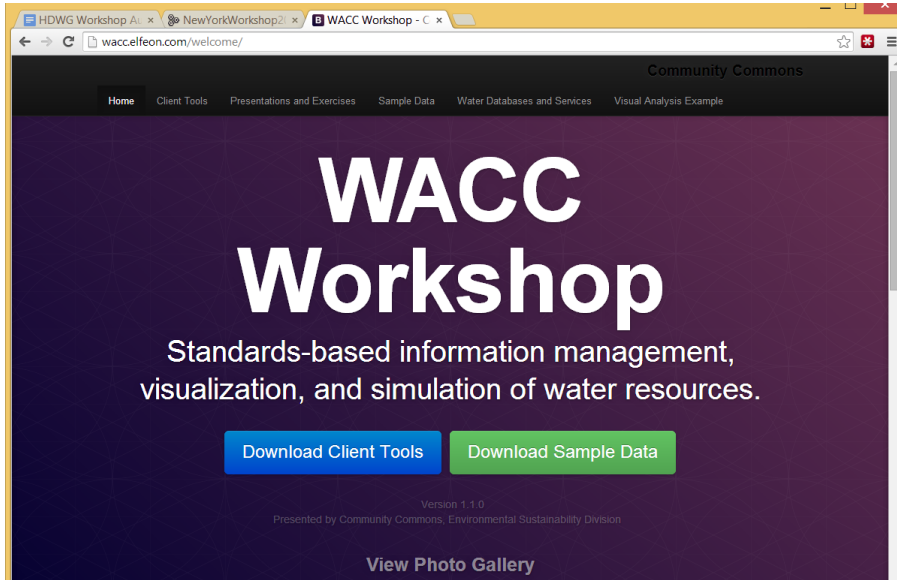 HDWG Workshop Au
NewYorkWorkshop2
WACC Workshop - C
wacc.elfeon.com/welcome/
Community Commons
Home Client Tools Presentations and Exercises Sample Data Water Databases and Services Visual Analysis Example
WACC
Workshop
Standards-based information management,
visualization, and simulation of water resources.
Download Client Tools Download Sample Data
Version 1.1.0
Presented by Community Commons, Environmental Sustainability Division
View Photo Gallery